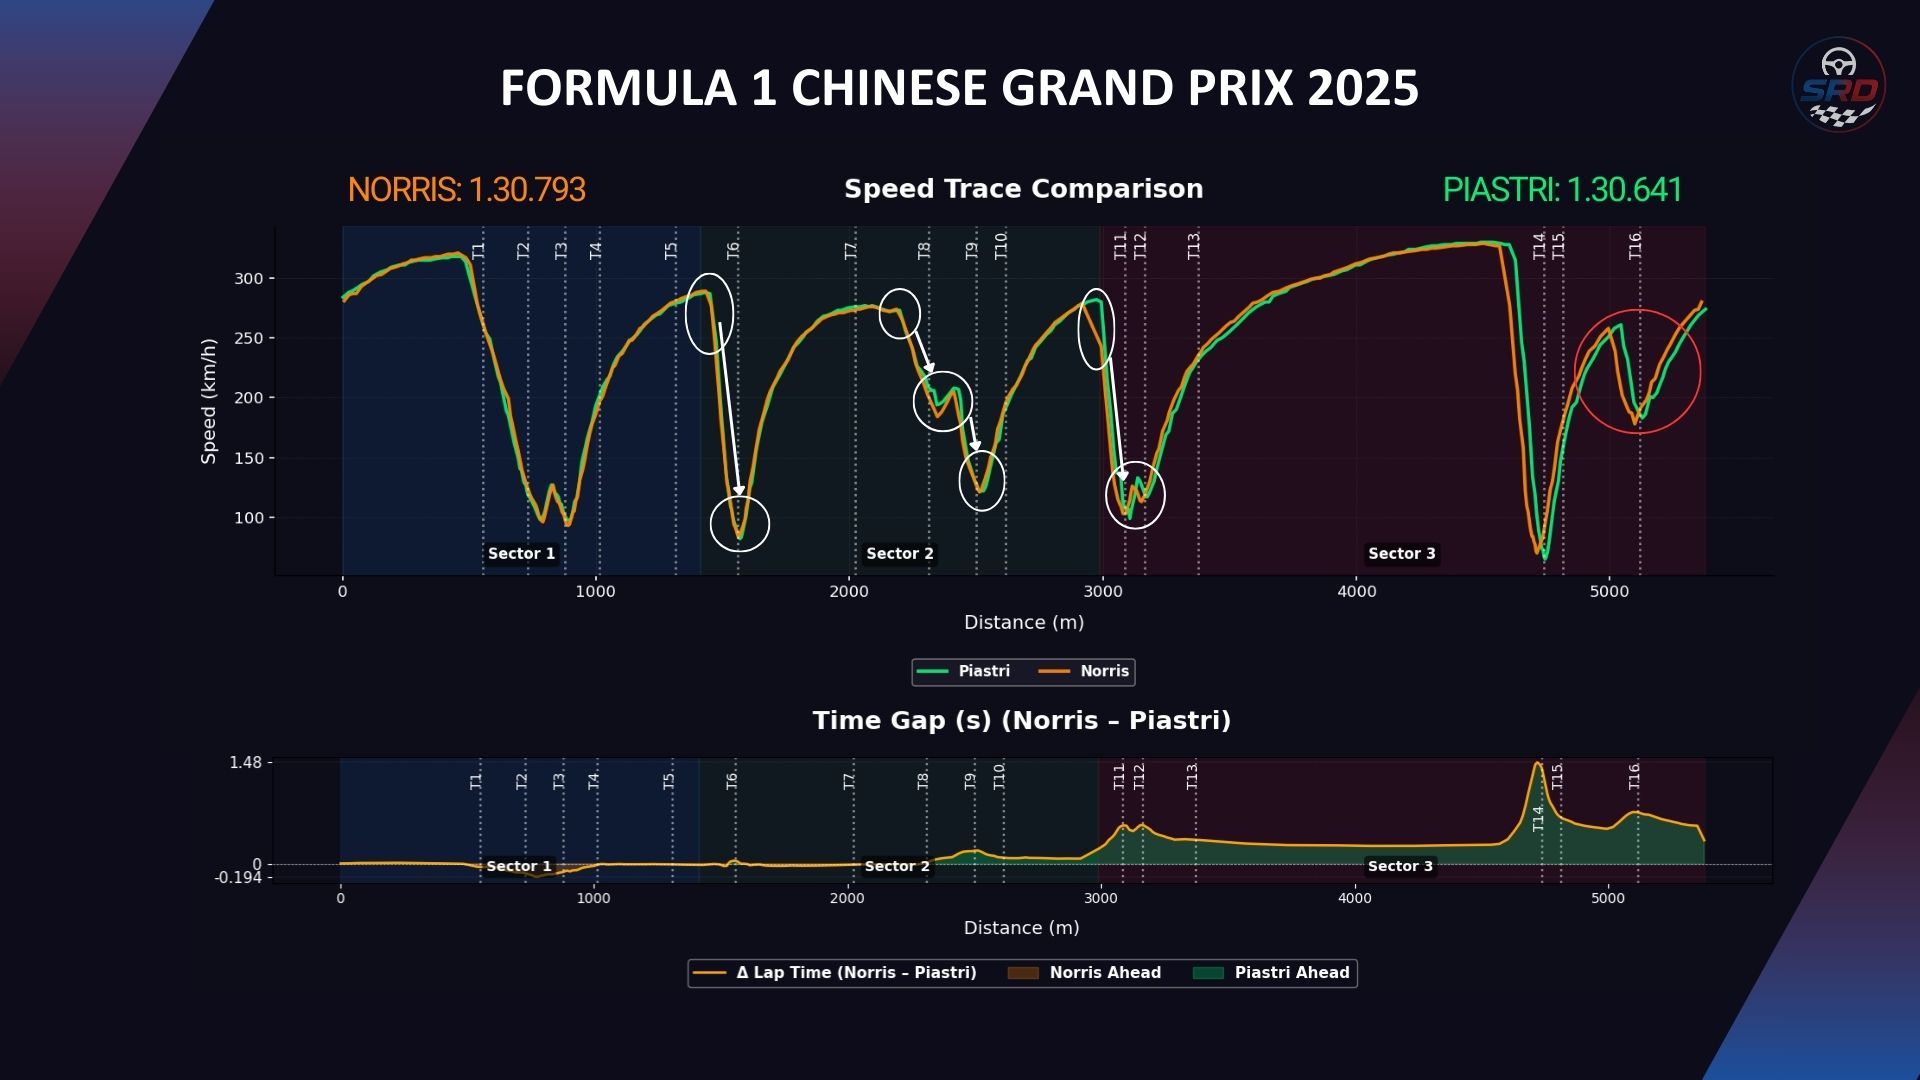 FORMULA 1 CHINESE GRAND PRIX 2025
SRD
NORRIS: 1.30.793
Speed Trace Comparison
PIASTRI: 1.30.641
T1 T2 T3 T4 T5 T6 T7 T8 T9 T10 T11 T12 T13 T14 T15 T16
300
250
200
150
100
Speed (km/h)
Sector 1 Sector 2 Sector 3
0 1000 2000 3000 4000 5000
Distance (m)
Piastri Norris
Time Gap (s) (Norris – Piastri)
T1 T2 T3 T4 T5 T6 T7 T8 T9 T10 T11 T12 T13 T14 T15 T16
1.48
0
-0.194
Sector 1 Sector 2 Sector 3
0 1000 2000 3000 4000 5000
Distance (m)
Δ Lap Time (Norris – Piastri) Norris Ahead Piastri Ahead